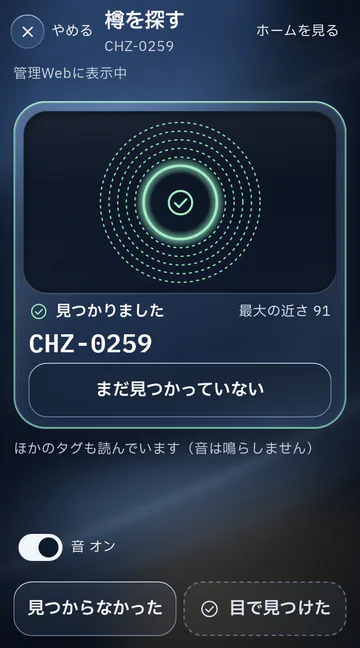 やめる
樽を探す
CHZ-0259
ホームを見る
管理Webに表示中
見つかりました
最大の近さ 91
CHZ-0259
まだ見つかっていない
ほかのタグも読んでいます（音は鳴らしません）
音 オン
見つからなかった
目で見つけた